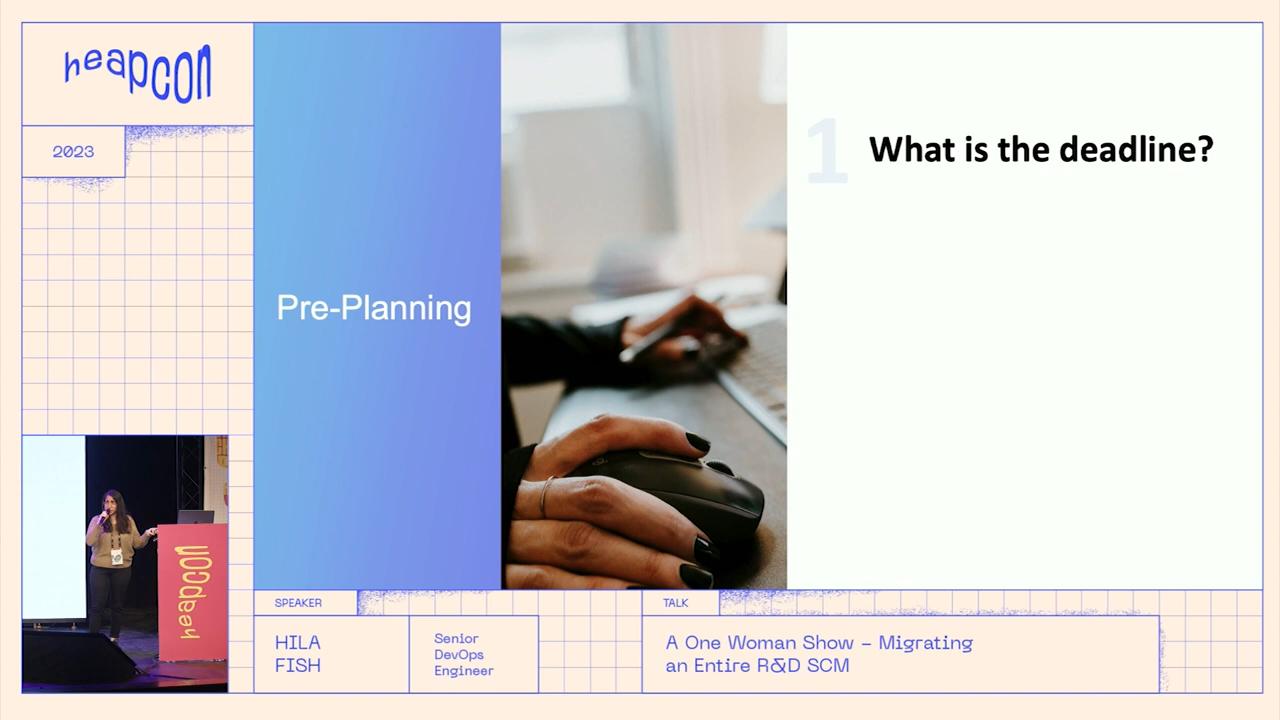 heapcon
2023
Pre-Planning
1 What is the deadline?
heapcon
SPEAKER
HILA
FISH
Senior
DevOps
Engineer
TALK
A One Woman Show – Migrating
an Entire R&D SCM